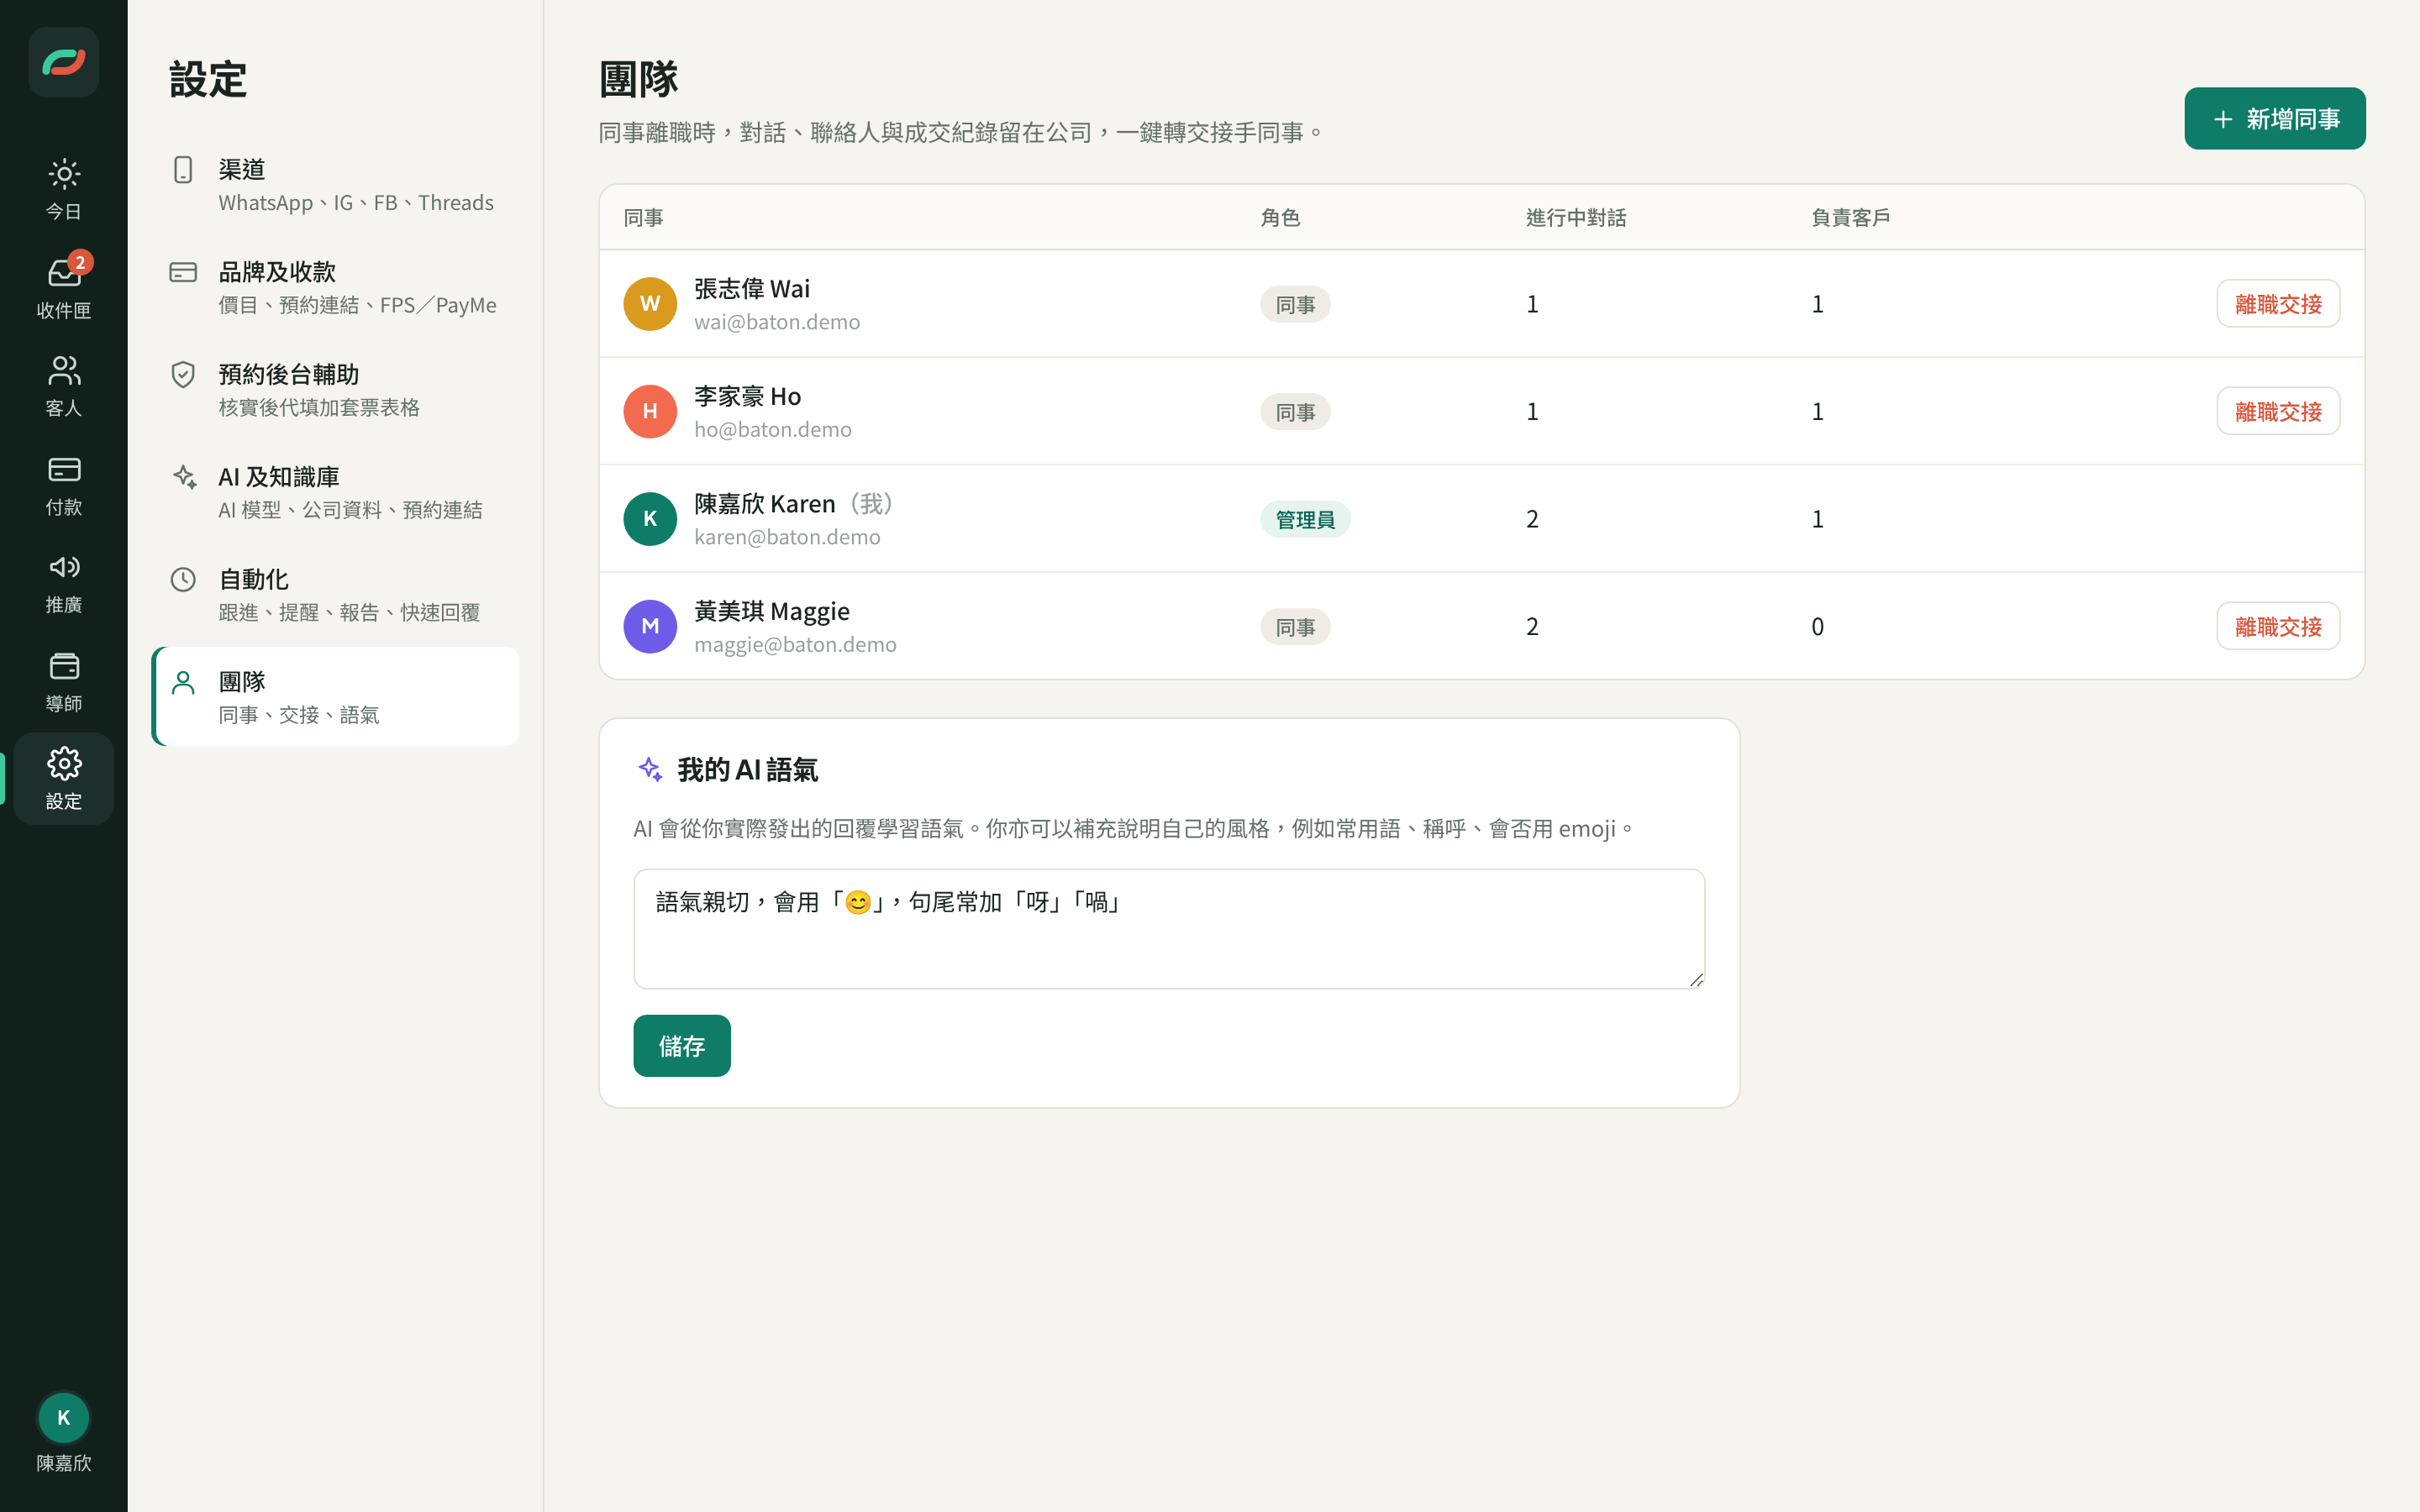 今日
2
收件匣
客人
付款
推廣
導師
設定
K
陳嘉欣
設定
渠道
WhatsApp、IG、FB、Threads
品牌及收款
價目、預約連結、FPS／PayMe
預約後台輔助
核實後代填加套票表格
AI 及知識庫
AI 模型、公司資料、預約連結
自動化
跟進、提醒、報告、快速回覆
團隊
同事、交接、語氣
團隊
同事離職時，對話、聯絡人與成交紀錄留在公司，一鍵轉交接手同事。
新增同事
同事 角色 進行中對話 負責客戶
W 張志偉 Wai
wai@baton.demo
同事 1 1 離職交接
H 李家豪 Ho
ho@baton.demo
同事 1 1 離職交接
K 陳嘉欣 Karen（我）
karen@baton.demo
管理員 2 1
M 黃美琪 Maggie
maggie@baton.demo
同事 2 0 離職交接
我的 AI 語氣
AI 會從你實際發出的回覆學習語氣。你亦可以補充說明自己的風格，例如常用語、稱呼、會否用 emoji。
語氣親切，會用「😊」，句尾常加「呀」「喎」
儲存